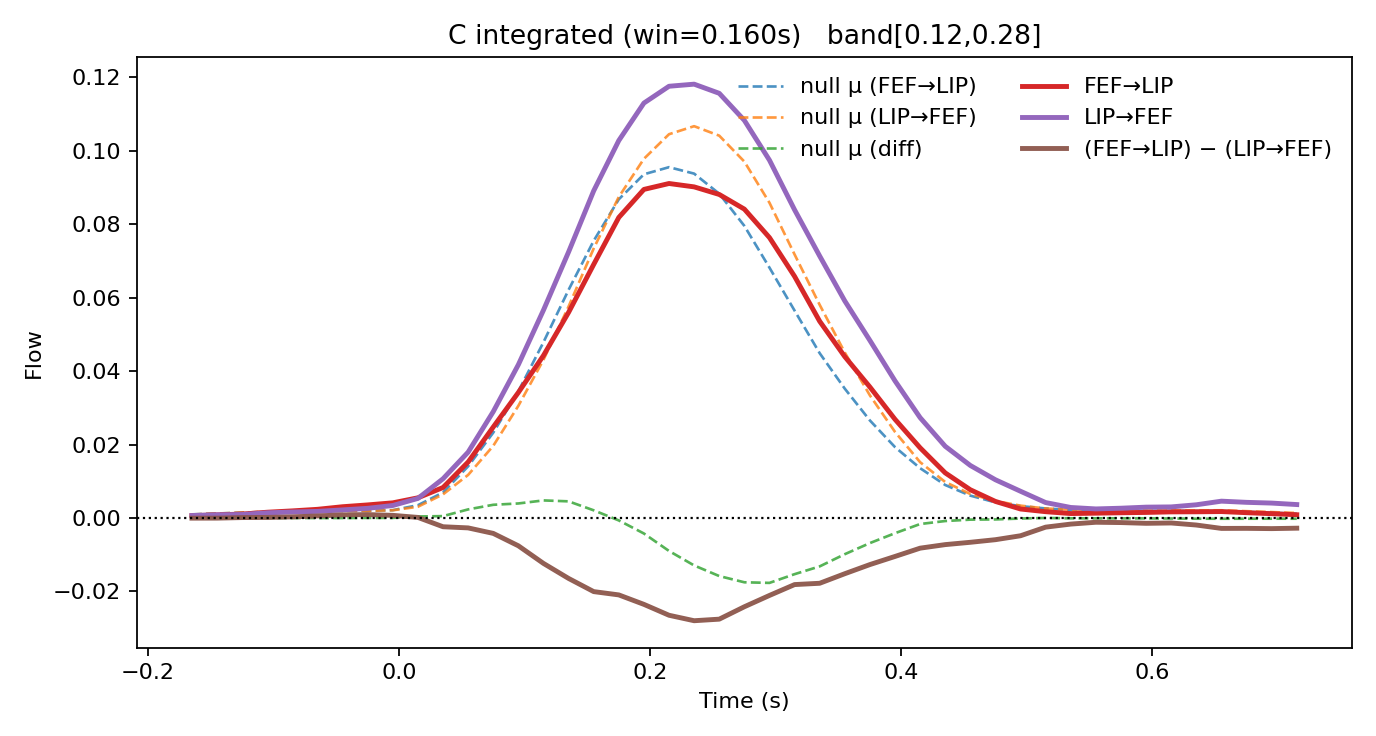 C integrated (win=0.160s)   band[0.12,0.28]
null μ (FEF→LIP)
null μ (LIP→FEF)
null μ (diff)
FEF→LIP
LIP→FEF
(FEF→LIP) − (LIP→FEF)
0.12
0.10
0.08
0.06
0.04
0.02
0.00
−0.02
Flow
−0.2
0.0
0.2
0.4
0.6
Time (s)